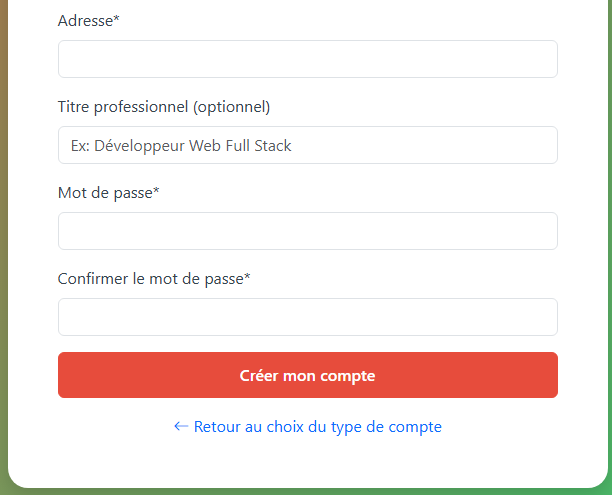 Adresse*
Titre professionnel (optionnel)
Ex: Développeur Web Full Stack
Mot de passe*
Confirmer le mot de passe*
Créer mon compte
← Retour au choix du type de compte